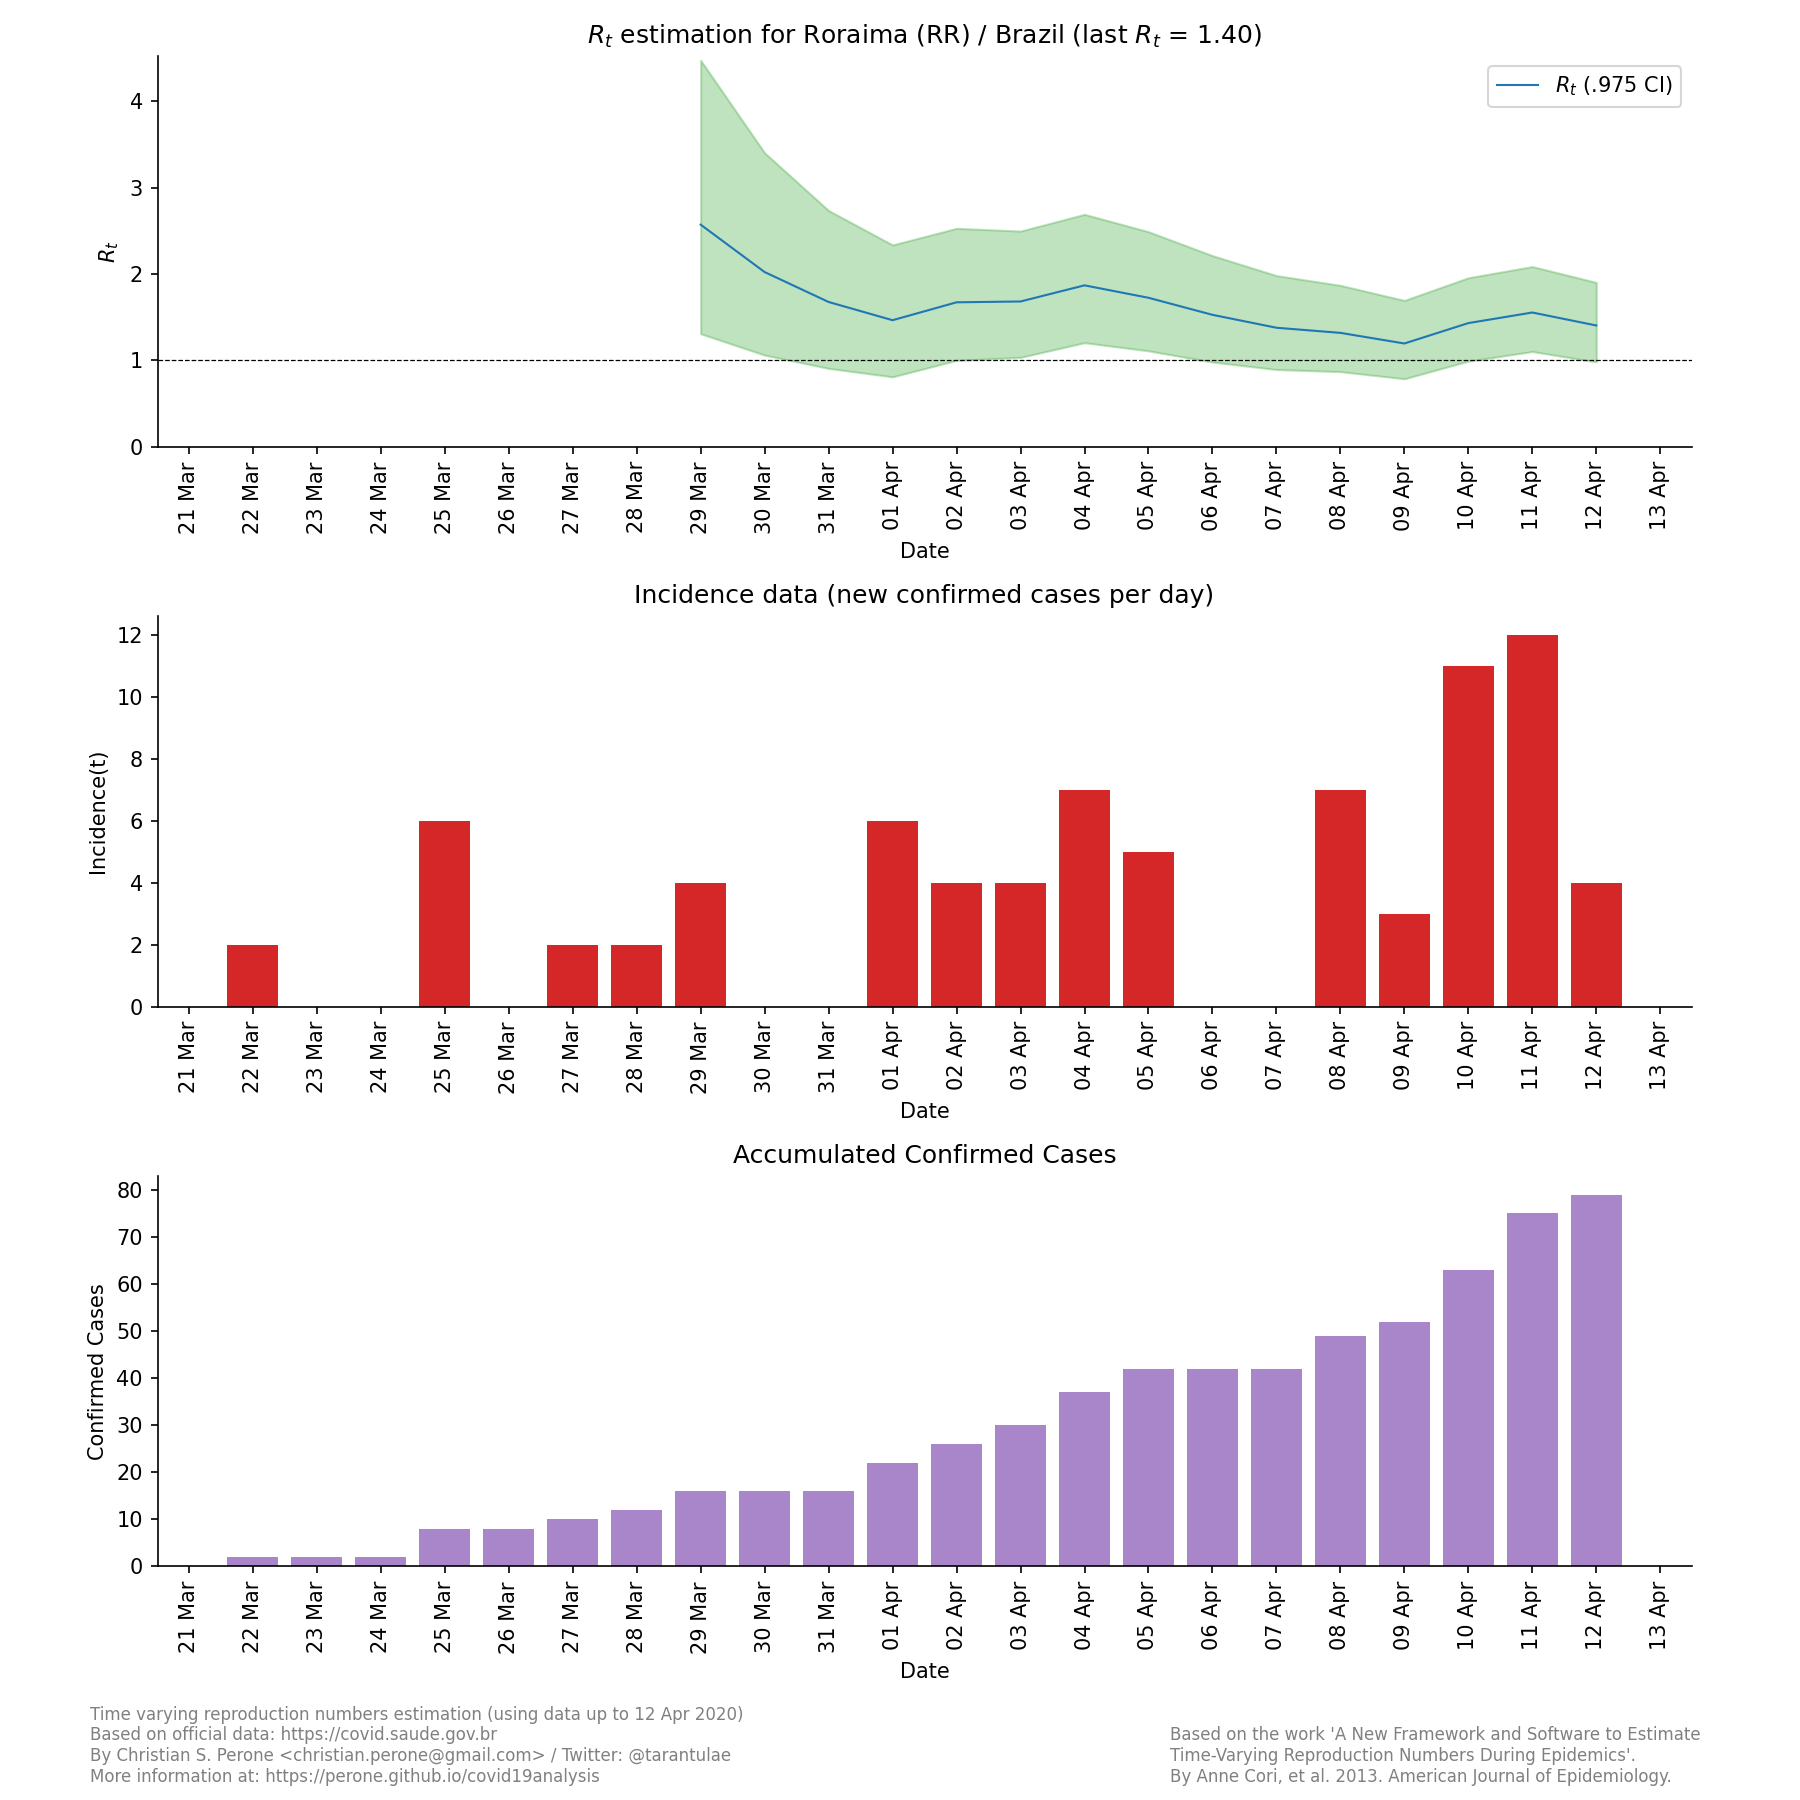 Rt estimation for Roraima (RR) / Brazil (last Rt = 1.40)
Rt (.975 CI)
Rt
4
3
2
1
0
21 Mar
22 Mar
23 Mar
24 Mar
25 Mar
26 Mar
27 Mar
28 Mar
29 Mar
30 Mar
31 Mar
01 Apr
02 Apr
03 Apr
04 Apr
05 Apr
06 Apr
07 Apr
08 Apr
09 Apr
10 Apr
11 Apr
12 Apr
13 Apr
Date
Incidence data (new confirmed cases per day)
Incidence(t)
12
10
8
6
4
2
0
21 Mar
22 Mar
23 Mar
24 Mar
25 Mar
26 Mar
27 Mar
28 Mar
29 Mar
30 Mar
31 Mar
01 Apr
02 Apr
03 Apr
04 Apr
05 Apr
06 Apr
07 Apr
08 Apr
09 Apr
10 Apr
11 Apr
12 Apr
13 Apr
Date
Accumulated Confirmed Cases
Confirmed Cases
80
70
60
50
40
30
20
10
0
21 Mar
22 Mar
23 Mar
24 Mar
25 Mar
26 Mar
27 Mar
28 Mar
29 Mar
30 Mar
31 Mar
01 Apr
02 Apr
03 Apr
04 Apr
05 Apr
06 Apr
07 Apr
08 Apr
09 Apr
10 Apr
11 Apr
12 Apr
13 Apr
Date
Time varying reproduction numbers estimation (using data up to 12 Apr 2020)
Based on official data: https://covid.saude.gov.br
By Christian S. Perone <christian.perone@gmail.com> / Twitter: @tarantulae
More information at: https://perone.github.io/covid19analysis
Based on the work 'A New Framework and Software to Estimate
Time-Varying Reproduction Numbers During Epidemics'.
By Anne Cori, et al. 2013. American Journal of Epidemiology.